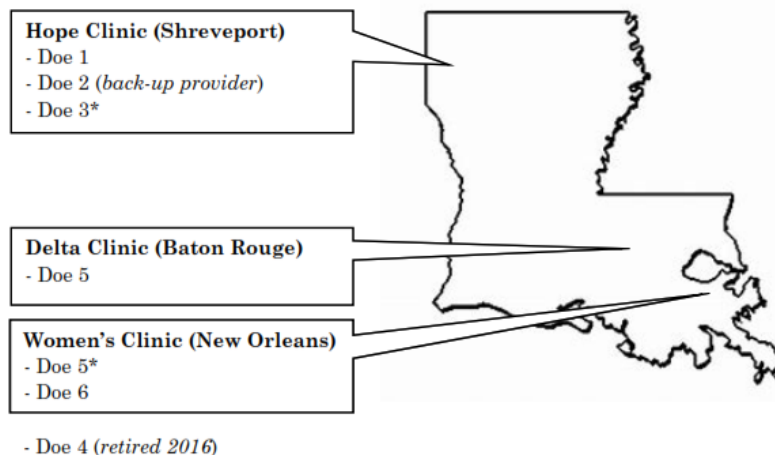 Hope Clinic (Shreveport)
- Doe 1
- Doe 2 (back-up provider)
- Doe 3*
Delta Clinic (Baton Rouge)
- Doe 5
Women's Clinic (New Orleans)
- Doe 5*
- Doe 6
- Doe 4 (retired 2016)